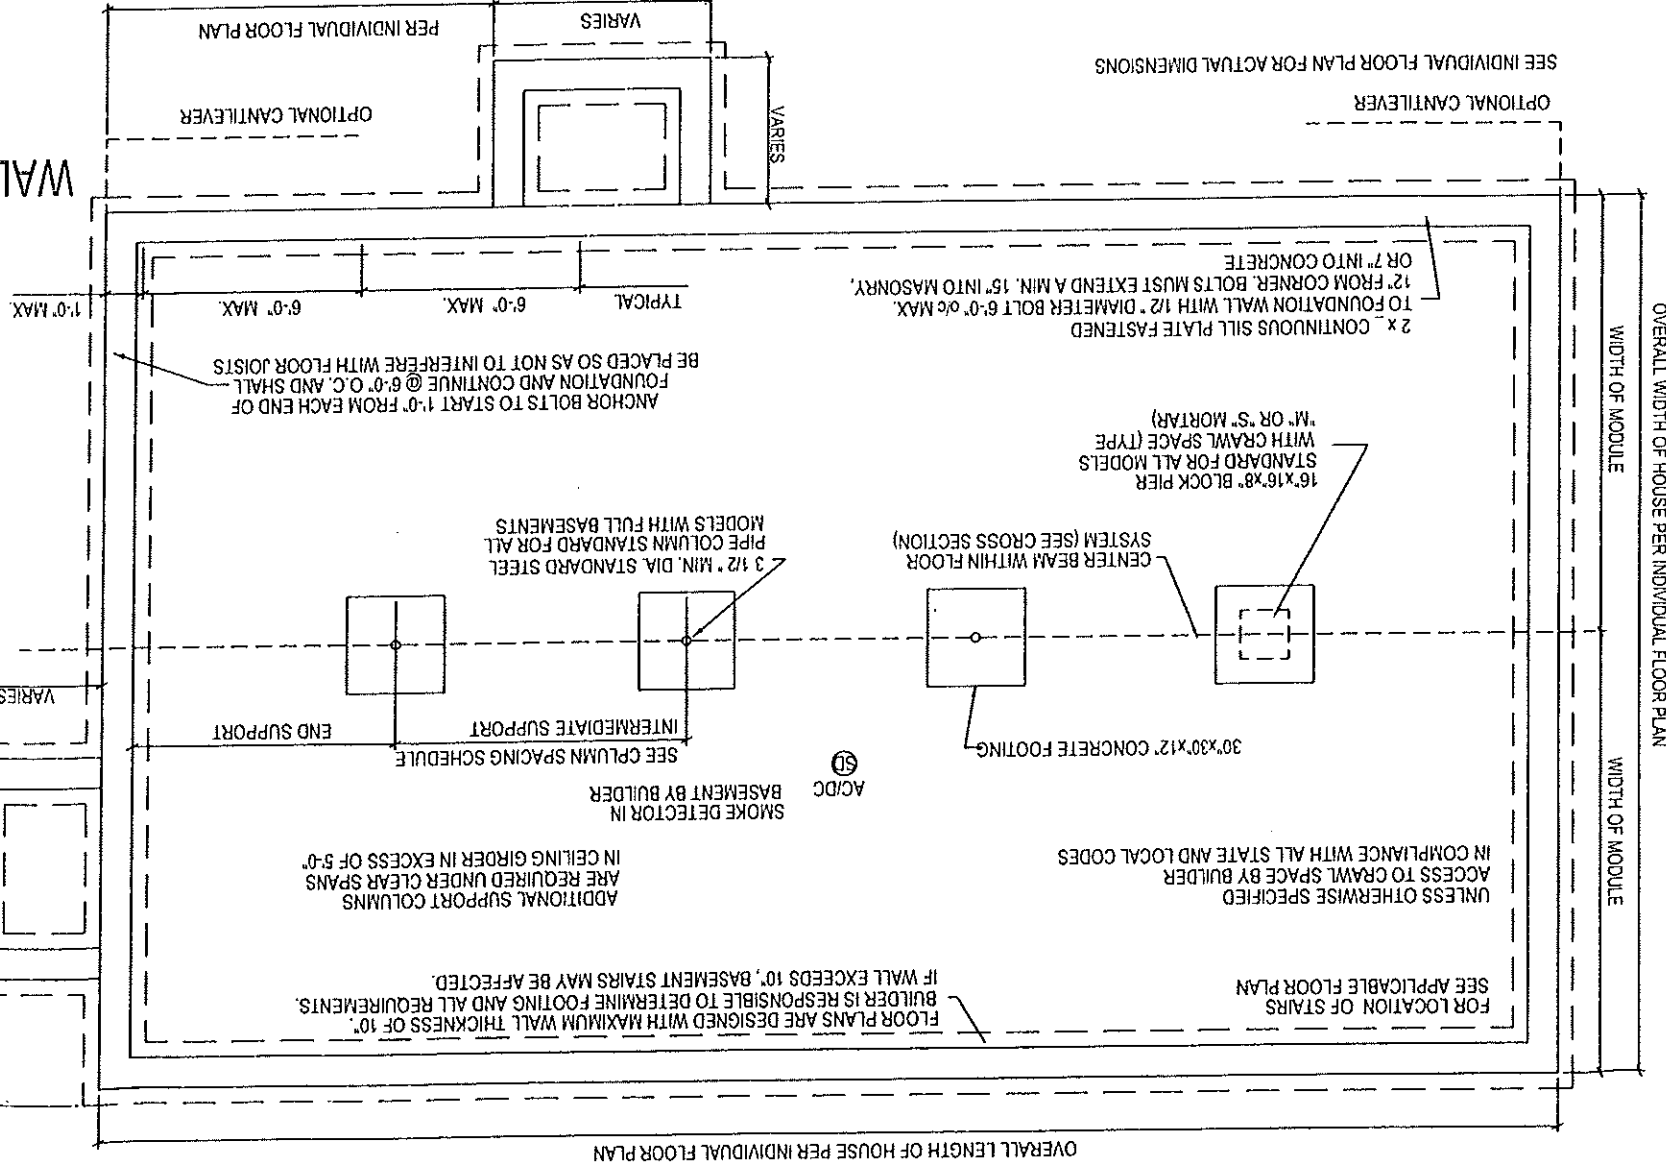 OVERALL LENGTH OF HOUSE PER INDIVIDUAL FLOOR PLAN
FOR LOCATION OF STAIRS
SEE APPLICABLE FLOOR PLAN
FLOOR PLANS ARE DESIGNED WITH MAXIMUM WALL THICKNESS OF 10".
BUILDER IS RESPONSIBLE TO DETERMINE FOOTING AND ALL REQUIREMENTS.
IF WALL EXCEEDS 10", BASEMENT STAIRS MAY BE AFFECTED.
UNLESS OTHERWISE SPECIFIED
ACCESS TO CRAWL SPACE BY BUILDER
IN COMPLIANCE WITH ALL STATE AND LOCAL CODES
ADDITIONAL SUPPORT COLUMNS
ARE REQUIRED UNDER CLEAR SPANS
IN CEILING GIRDER IN EXCESS OF 5'-0"
WIDTH OF MODULE
AC/DC
SD
SMOKE DETECTOR IN
BASEMENT BY BUILDER
30"x30"x12" CONCRETE FOOTING
SEE CPLUMN SPACING SCHEDULE
INTERMEDIATE SUPPORT
END SUPPORT
VARIES
OVERALL WIDTH OF HOUSE PER INDIVIDUAL FLOOR PLAN
CENTER BEAM WITHIN FLOOR
SYSTEM (SEE CROSS SECTION)
3 1/2" MIN. DIA. STANDARD STEEL
PIPE COLUMN STANDARD FOR ALL
MODELS WITH FULL BASEMENTS
16"x16"x8" BLOCK PIER
STANDARD FOR ALL MODELS
WITH CRAWL SPACE (TYPE
"M" OR "S" MORTAR)
WIDTH OF MODULE
ANCHOR BOLTS TO START 1'-0" FROM EACH END OF
FOUNDATION AND CONTINUE @ 6'-0" O.C. AND SHALL
BE PLACED SO AS NOT TO INTERFERE WITH FLOOR JOISTS
2 x _ CONTINUOUS SILL PLATE FASTENED
TO FOUNDATION WALL WITH 1/2" DIAMETER BOLT 6'-0" o/c MAX.
12" FROM CORNER. BOLTS MUST EXTEND A MIN. 15" INTO MASONRY,
OR 7" INTO CONCRETE
TYPICAL
6'-0" MAX.
6'-0" MAX.
1'-0" MAX.
WAL
VARIES
OPTIONAL CANTILEVER
OPTIONAL CANTILEVER
SEE INDIVIDUAL FLOOR PLAN FOR ACTUAL DIMENSIONS
VARIES
PER INDIVIDUAL FLOOR PLAN